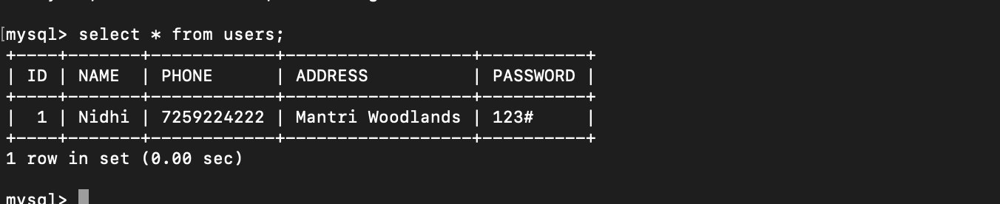 mysql> select * from users;
+----+-------+------------+------------------+----------+
| ID | NAME  | PHONE      | ADDRESS          | PASSWORD |
+----+-------+------------+------------------+----------+
|  1 | Nidhi | 7259224222 | Mantri Woodlands | 123#     |
+----+-------+------------+------------------+----------+
1 row in set (0.00 sec)
mysql>